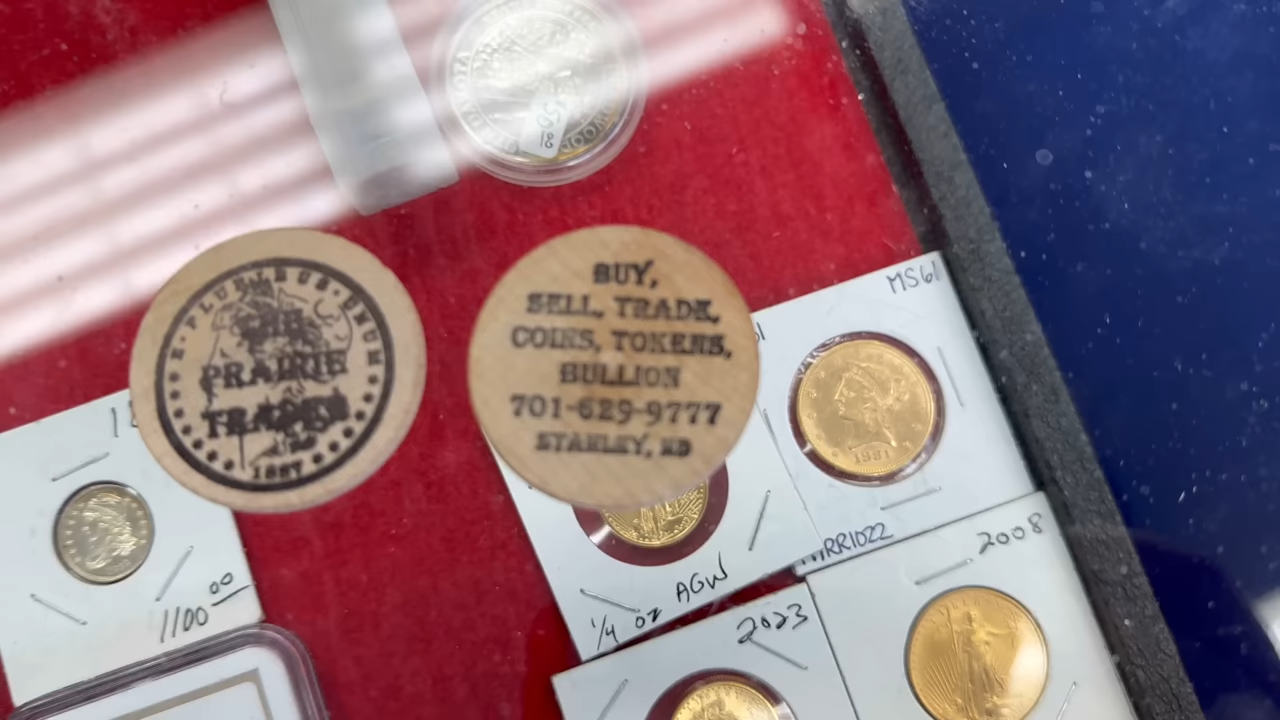 E·PLURIBUS·UNUM
THE
PRAIRIE
TRADER
1887
BUY,
SELL, TRADE,
COINS, TOKENS,
BULLION
701-629-9777
STANLEY, ND
MS61
1881
RR1022
1100 00
1/4 oz AGW
2023
2008